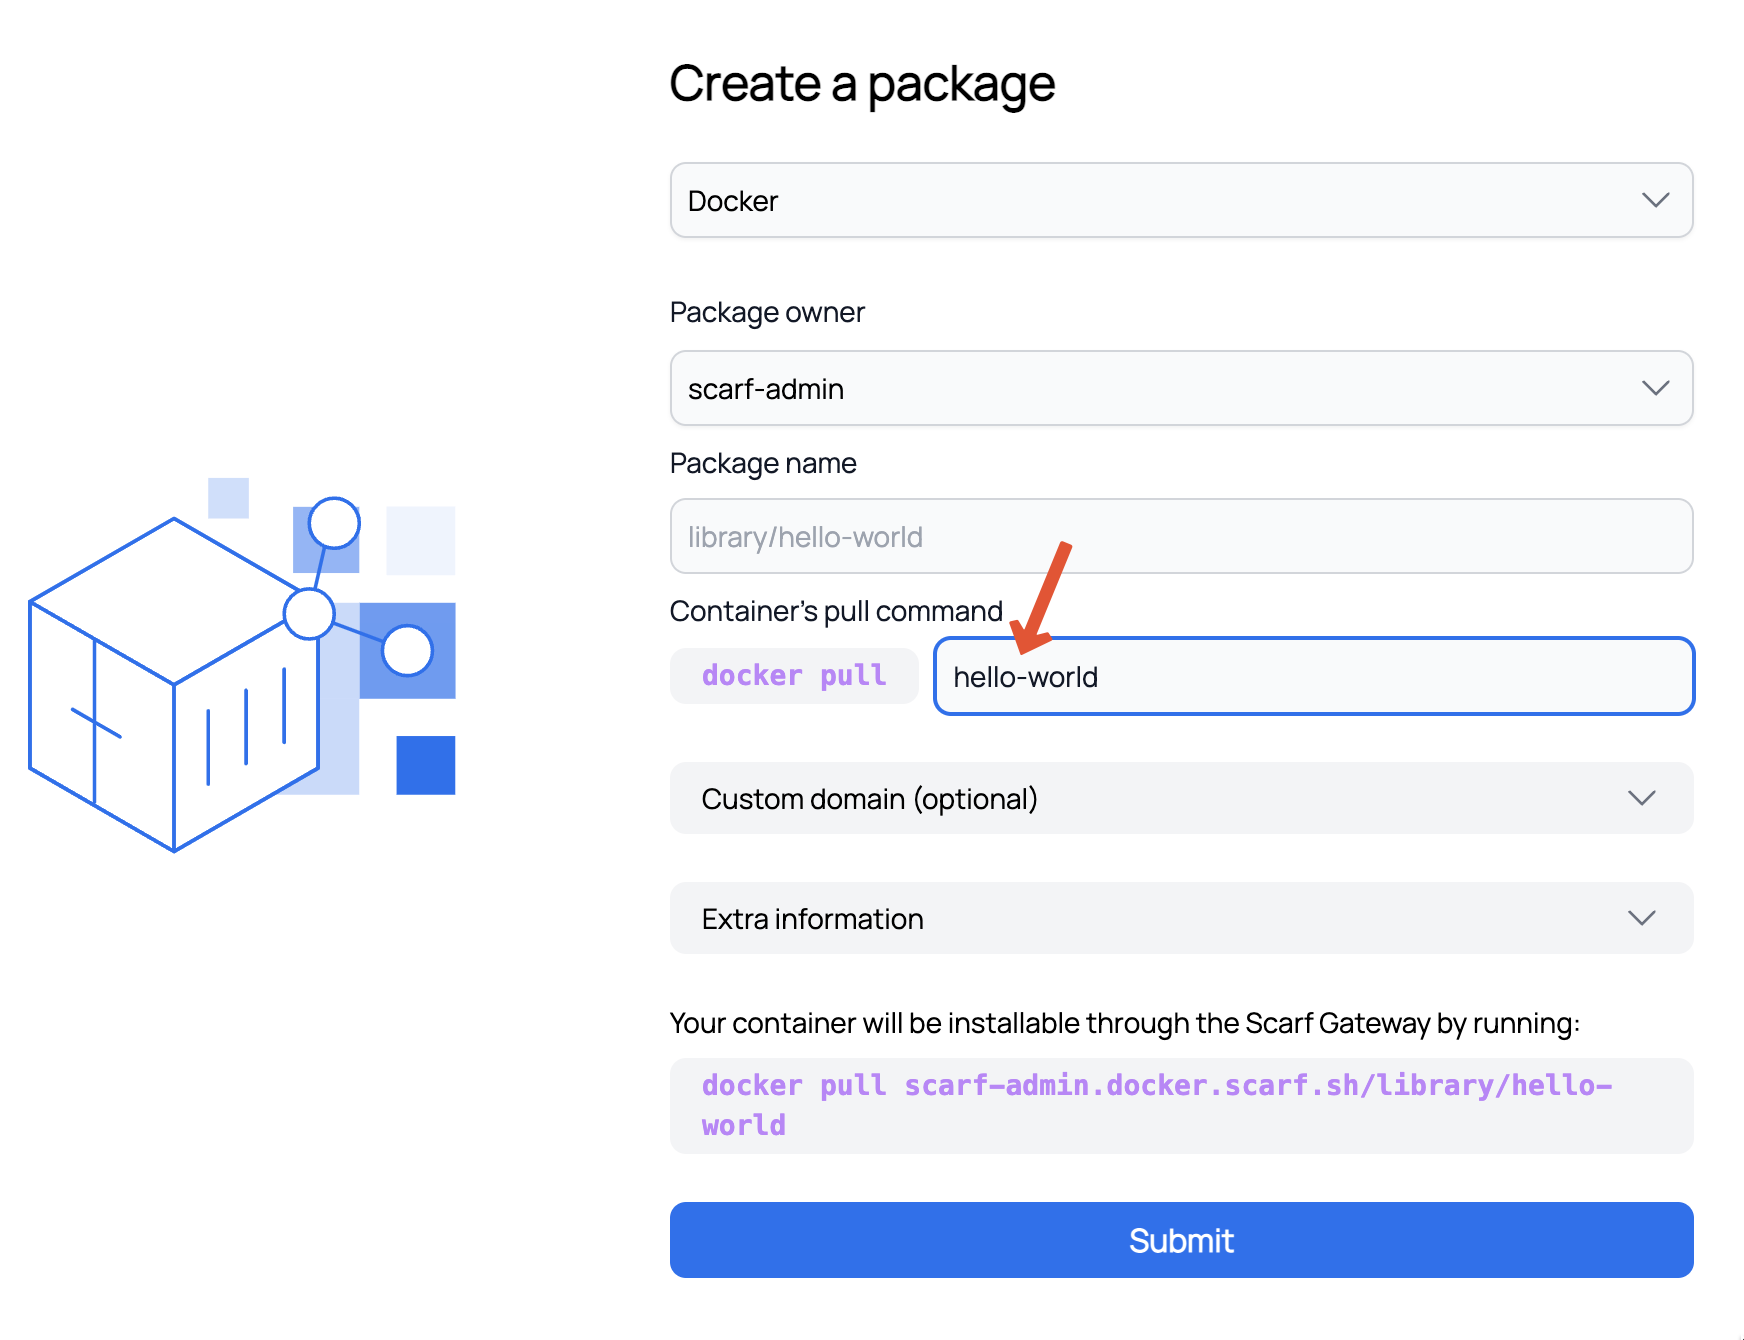 Create a package
Docker
Package owner
scarf-admin
Package name
library/hello-world
Container's pull command
docker pull
hello-world
Custom domain (optional)
Extra information
Your container will be installable through the Scarf Gateway by running:
docker pull scarf-admin.docker.scarf.sh/library/hello-
world
Submit